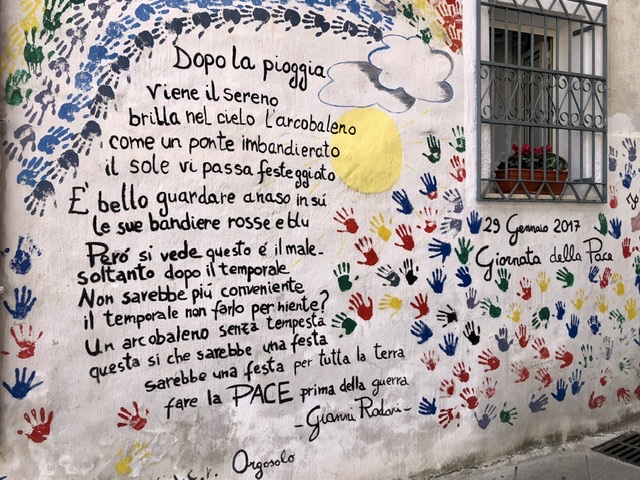 Dopo la pioggia
viene il sereno
brilla nel cielo l'arcobaleno
come un ponte imbandierato
il sole vi passa festeggiato
E' bello guardare a naso in sú
le sue bandiere rosse e blu
Peró si vede questo é il male-
soltanto dopo il temporale
Non sarebbe piú conveniente
il temporale non farlo per niente?
Un arcobaleno senza tempesta
questa si che sarebbe una festa
sarebbe una festa per tutta la terra
fare la PACE prima della guerra
-Gianni Rodari-
Orgosolo
29 Gennaio 2017
Giornata della Pace